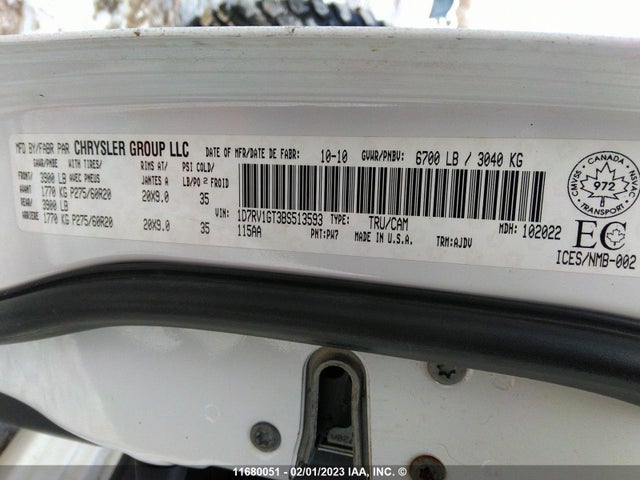 MFD BY/FABR PAR CHRYSLER GROUP LLC DATE OF MFR/DATE DE FABR: 10-10 GVWR/PNBV: 6700 LB / 3040 KG
GAWR/PNBE WITH TIRES/ RIMS AT/ PSI COLD/
FRONT/ 3900 LB AVEC PNEUS JANTES A LB/PO2 FROID
AVANT 1770 KG P275/60R20 20X9.0 35
REAR/ 3900 LB
ARRIERE 1770 KG P275/60R20 20X9.0 35
VIN: 1D7RV1GT3BS513593 TYPE: TRU/CAM MDH: 102022
115AA PNT:PW7 MADE IN U.S.A. TRM:AJDV
CANADA
972
TRANSPORT
EC
ICES/NMB-002
11680051 - 02/01/2023 IAA, INC. ©